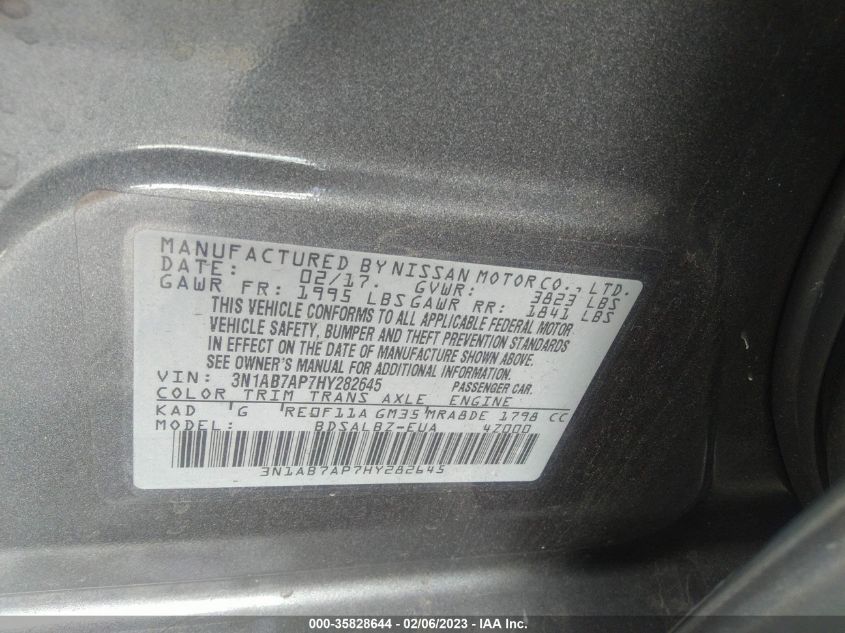 MANUFACTURED BY NISSAN MOTOR CO., LTD.
DATE: 02/17. GVWR: 3823 LBS
GAWR FR: 1995 LBS GAWR RR: 1841 LBS
THIS VEHICLE CONFORMS TO ALL APPLICABLE FEDERAL MOTOR
VEHICLE SAFETY, BUMPER AND THEFT PREVENTION STANDARDS
IN EFFECT ON THE DATE OF MANUFACTURE SHOWN ABOVE.
SEE OWNER'S MANUAL FOR ADDITIONAL INFORMATION
VIN: 3N1AB7AP7HY282645 PASSENGER CAR.
COLOR TRIM TRANS AXLE ENGINE
KAD G RE0F11A GM35 MRA8DE 1798 CC
MODEL: BDSALBZ-EUA 4Z000
3N1AB7AP7HY282645
000-35828644 — 02/06/2023 — IAA Inc.